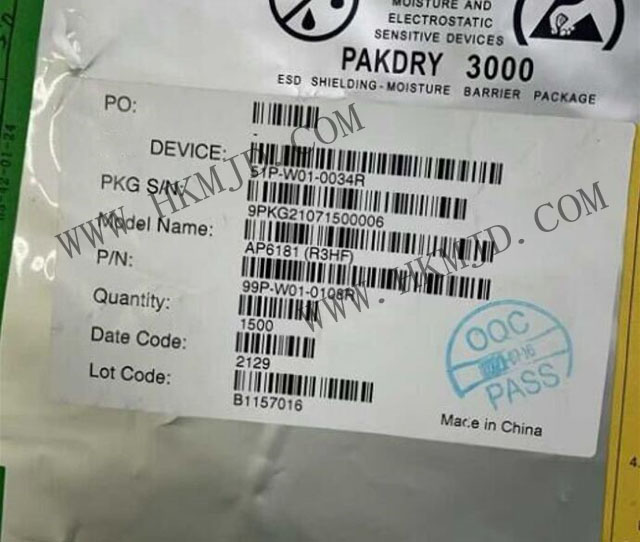 MOISTURE AND
ELECTROSTATIC
SENSITIVE DEVICES
PAKDRY 3000
ESD SHIELDING-MOISTURE BARRIER PACKAGE
PO:
-
DEVICE:
51P-W01-0034R
PKG S/N:
9PKG21071500006
Model Name:
AP6181 (R3HF)
P/N:
99P-W01-0108R
Quantity:
1500
Date Code:
2129
Lot Code:
B1157016
OQC
PASS
Made in China
WWW.HKMJD.COM
WWW.HKMJD.COM